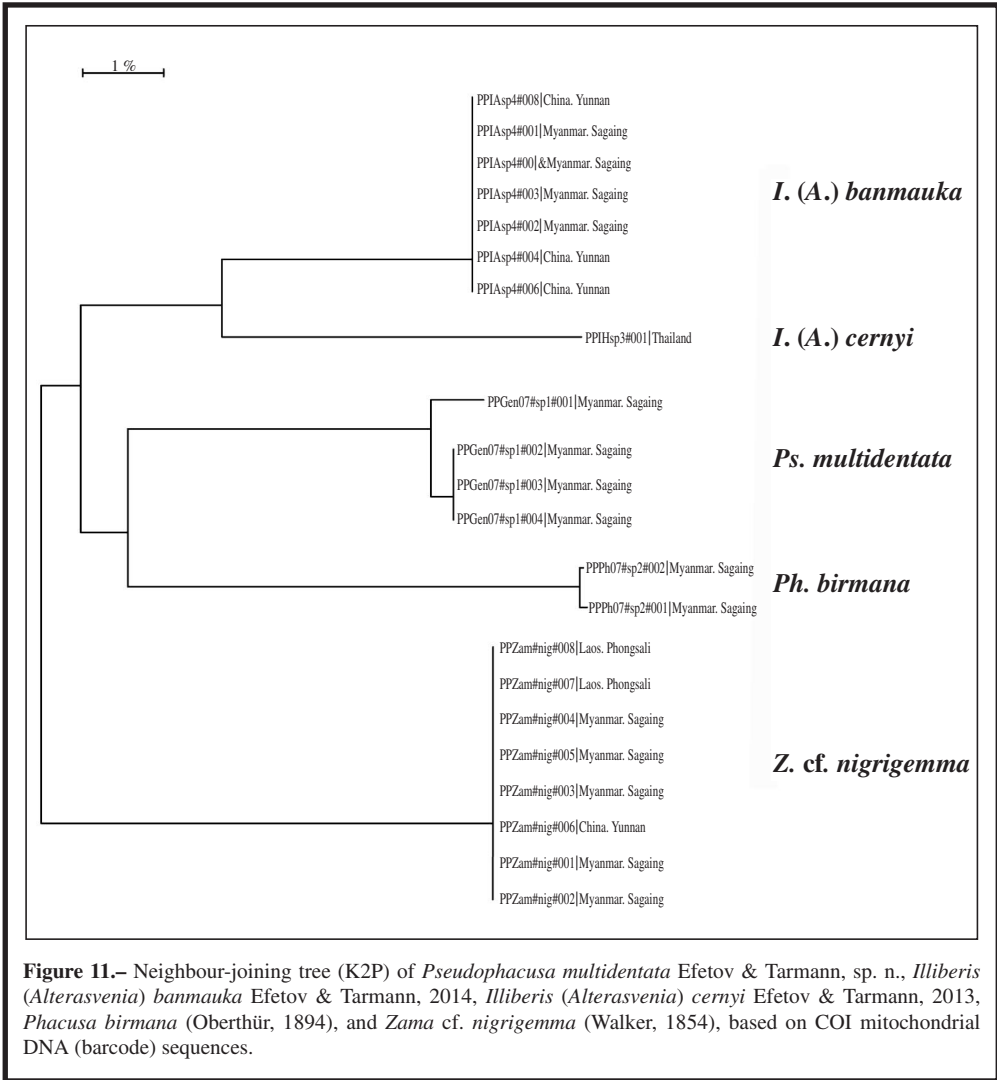 1 %
PPIAsp4#008|China. Yunnan
PPIAsp4#001|Myanmar. Sagaing
PPIAsp4#00|&Myanmar. Sagaing
PPIAsp4#003|Myanmar. Sagaing
I. (A.) banmauka
PPIAsp4#002|Myanmar. Sagaing
PPIAsp4#004|China. Yunnan
PPIAsp4#006|China. Yunnan
PPIHsp3#001|Thailand
I. (A.) cernyi
PPGen07#sp1#001|Myanmar. Sagaing
PPGen07#sp1#002|Myanmar. Sagaing
Ps. multidentata
PPGen07#sp1#003|Myanmar. Sagaing
PPGen07#sp1#004|Myanmar. Sagaing
PPPh07#sp2#002|Myanmar. Sagaing
Ph. birmana
PPPh07#sp2#001|Myanmar. Sagaing
PPZam#nig#008|Laos. Phongsali
PPZam#nig#007|Laos. Phongsali
PPZam#nig#004|Myanmar. Sagaing
PPZam#nig#005|Myanmar. Sagaing
Z. cf. nigrigemma
PPZam#nig#003|Myanmar. Sagaing
PPZam#nig#006|China. Yunnan
PPZam#nig#001|Myanmar. Sagaing
PPZam#nig#002|Myanmar. Sagaing
Figure 11.– Neighbour-joining tree (K2P) of Pseudophacusa multidentata Efetov & Tarmann, sp. n., Illiberis
(Alterasvenia) banmauka Efetov & Tarmann, 2014, Illiberis (Alterasvenia) cernyi Efetov & Tarmann, 2013,
Phacusa birmana (Oberthür, 1894), and Zama cf. nigrigemma (Walker, 1854), based on COI mitochondrial
DNA (barcode) sequences.